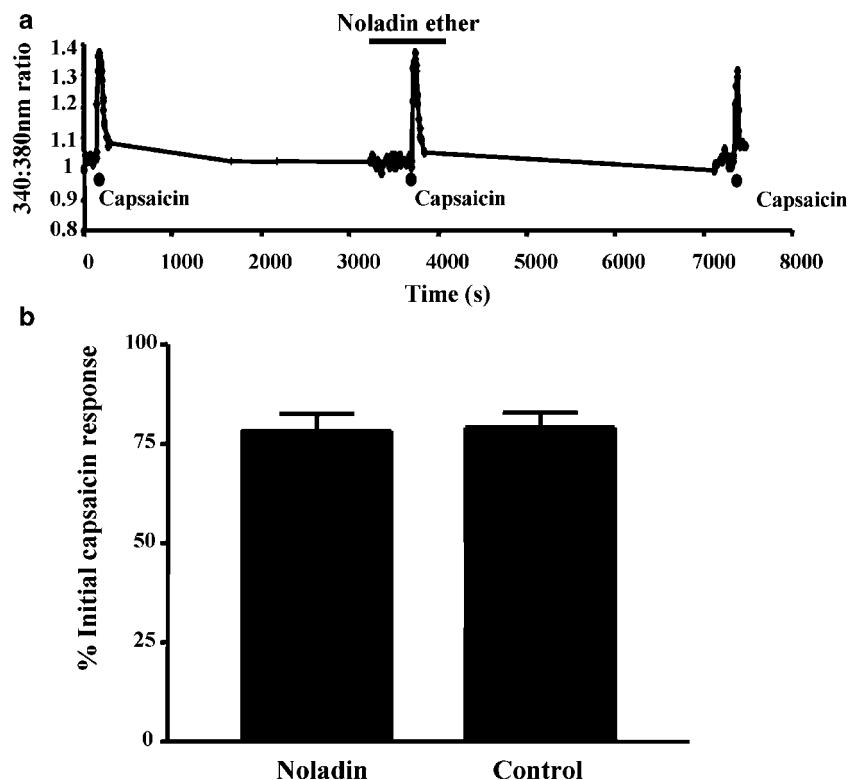 a
Noladin ether
340:380nm ratio
1.4
1.3
1.2
1.1
1
0.9
0.8
Capsaicin
Capsaicin
Capsaicin
0 1000 2000 3000 4000 5000 6000 7000 8000
Time (s)
b
% Initial capsaicin response
100
75
50
25
0
Noladin Control